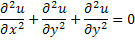 ∂²u/∂x² + ∂²u/∂y² + ∂²u/∂y² = 0